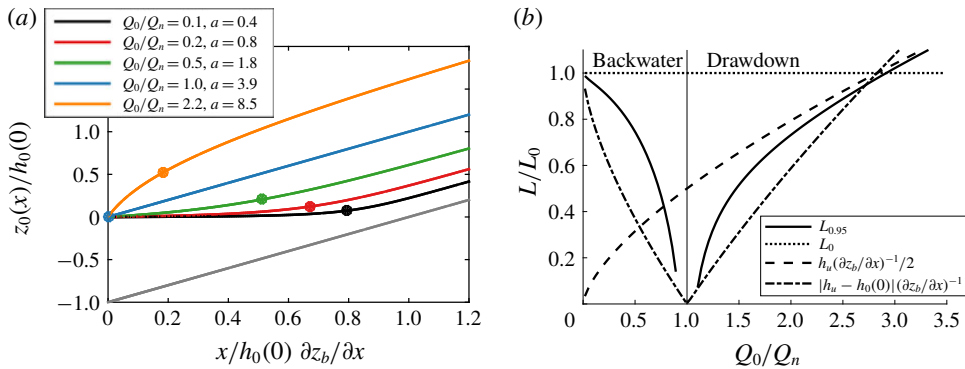 (a)
Q₀/Qₙ = 0.1, a = 0.4
Q₀/Qₙ = 0.2, a = 0.8
Q₀/Qₙ = 0.5, a = 1.8
Q₀/Qₙ = 1.0, a = 3.9
Q₀/Qₙ = 2.2, a = 8.5
1.0
0.5
0
−0.5
−1.0
z₀(x)/h₀(0)
0 0.2 0.4 0.6 0.8 1.0 1.2
x/h₀(0) ∂z_b/∂x
(b)
Backwater Drawdown
1.0
0.8
0.6
0.4
0.2
L/L₀
L₀.₉₅
L₀
hᵤ(∂z_b/∂x)⁻¹/2
|hᵤ − h₀(0)|(∂z_b/∂x)⁻¹
0 0.5 1.0 1.5 2.0 2.5 3.0 3.5
Q₀/Qₙ